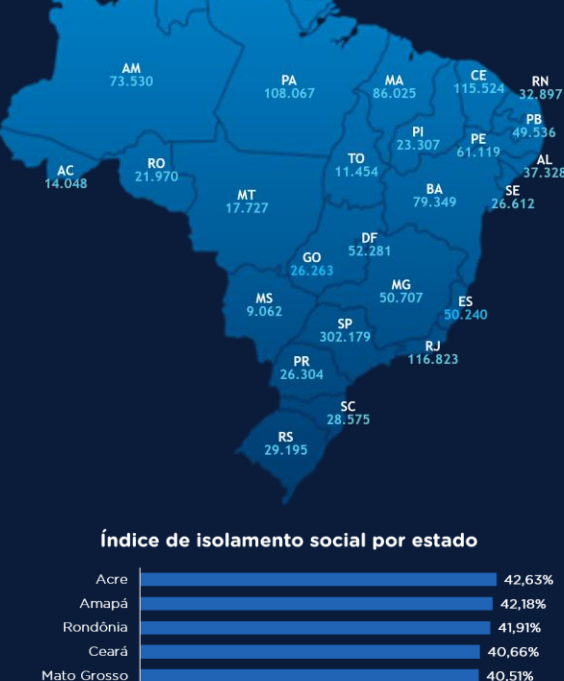 AM
73.530
PA
108.067
MA
86.025
CE
115.524
RN
32.897
PB
49.536
PI
23.307
PE
61.119
AL
37.328
SE
26.612
AC
14.048
RO
21.970
TO
11.454
BA
79.349
MT
17.727
DF
52.281
GO
26.263
MG
50.707
MS
9.062
ES
50.240
SP
302.179
RJ
116.823
PR
26.304
SC
28.575
RS
29.195
Índice de isolamento social por estado
Acre 42,63%
Amapá 42,18%
Rondônia 41,91%
Ceará 40,66%
Mato Grosso 40,51%